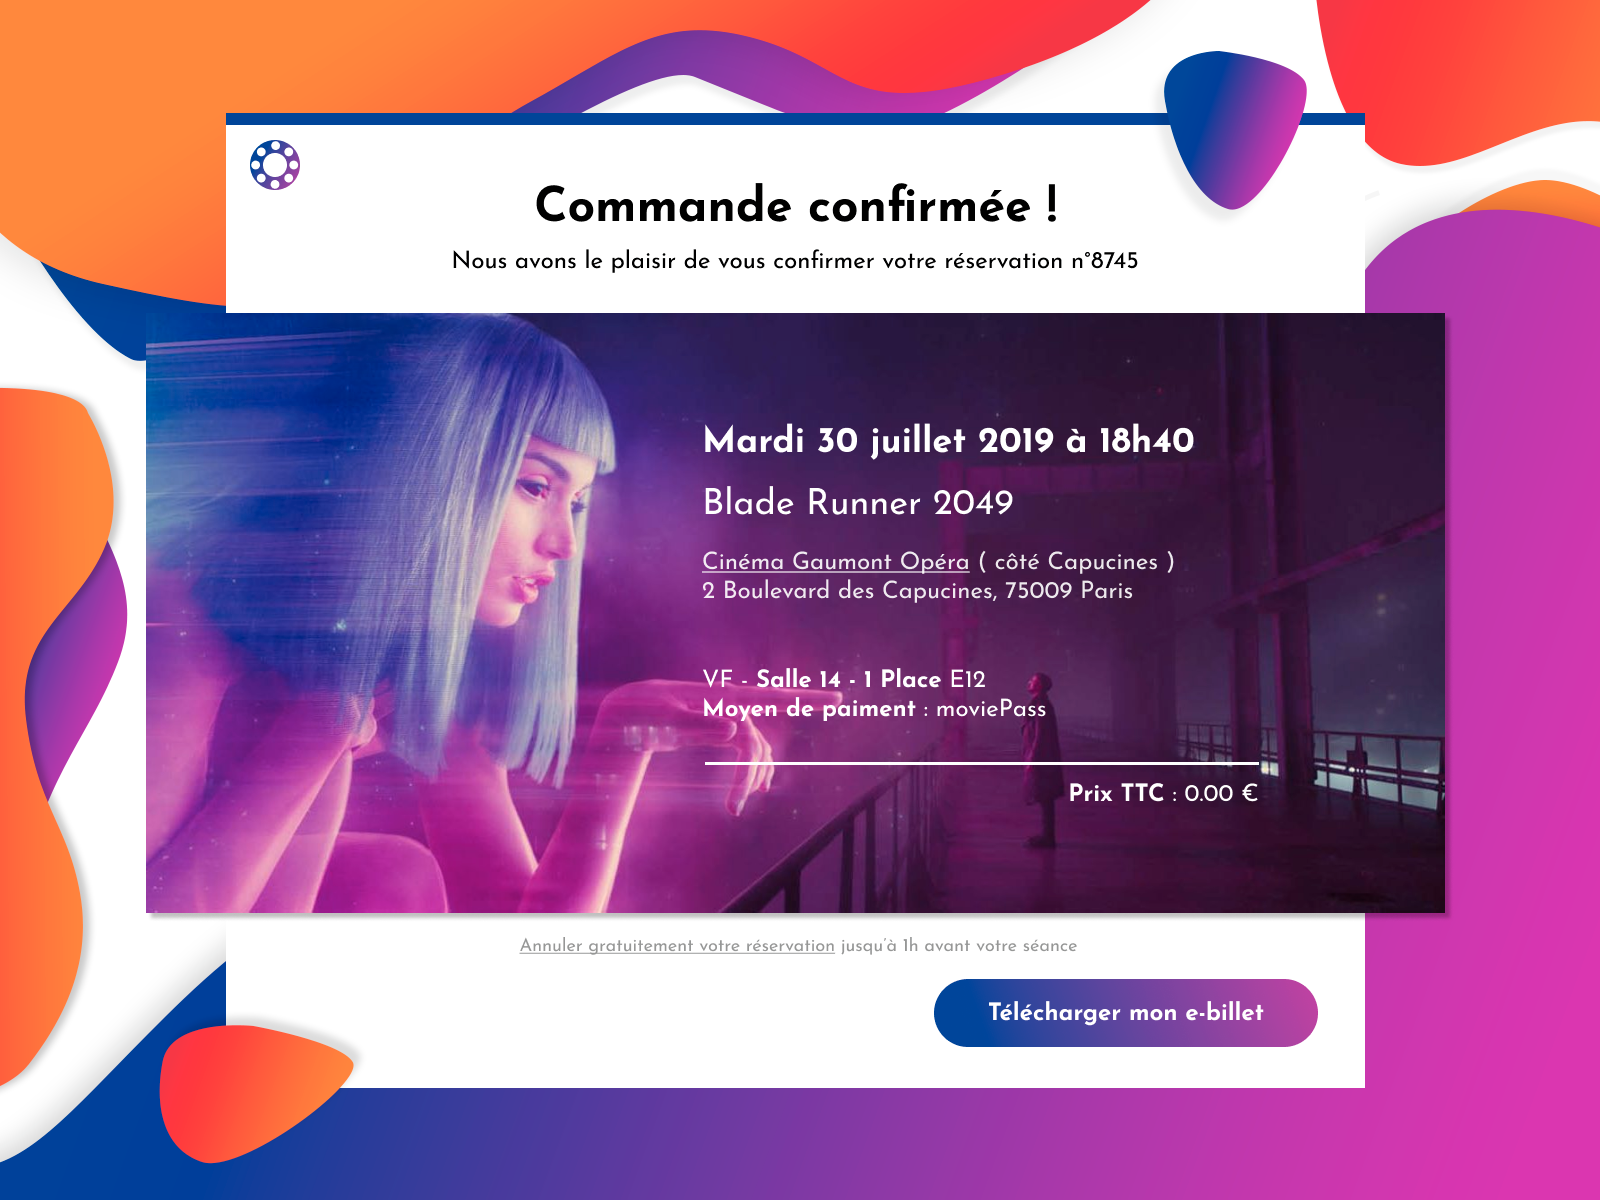 Commande confirmée !
Nous avons le plaisir de vous confirmer votre réservation n°8745
Mardi 30 juillet 2019 à 18h40
Blade Runner 2049
Cinéma Gaumont Opéra ( côté Capucines )
2 Boulevard des Capucines, 75009 Paris
VF - Salle 14 - 1 Place E12
Moyen de paiment : moviePass
Prix TTC : 0.00 €
Annuler gratuitement votre réservation jusqu'à 1h avant votre séance
Télécharger mon e-billet